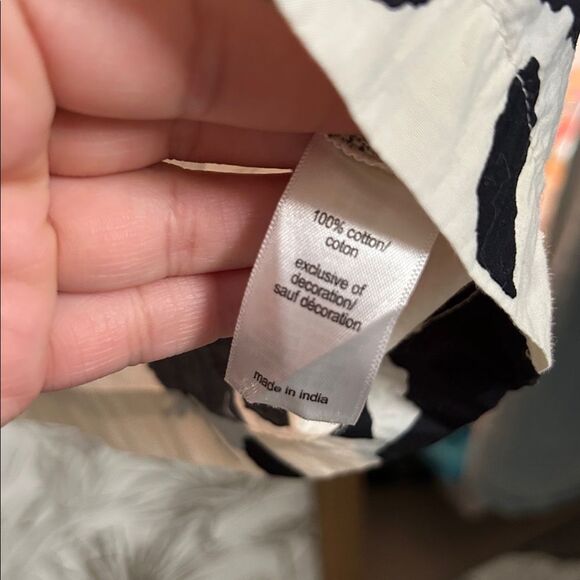 100% cotton/
coton
exclusive of
decoration/
sauf décoration
made in india